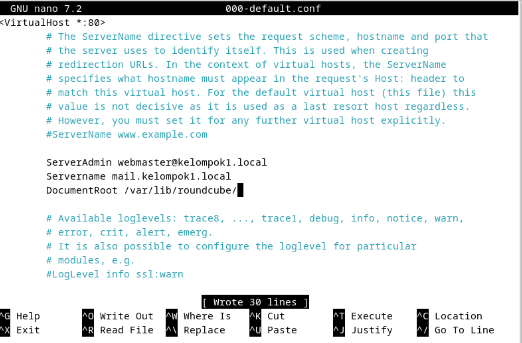 GNU nano 7.2 000-default.conf
<VirtualHost *:80>
# The ServerName directive sets the request scheme, hostname and port that
# the server uses to identify itself. This is used when creating
# redirection URLs. In the context of virtual hosts, the ServerName
# specifies what hostname must appear in the request's Host: header to
# match this virtual host. For the default virtual host (this file) this
# value is not decisive as it is used as a last resort host regardless.
# However, you must set it for any further virtual host explicitly.
#ServerName www.example.com
ServerAdmin webmaster@kelompok1.local
Servername mail.kelompok1.local
DocumentRoot /var/lib/roundcube/
# Available loglevels: trace8, ..., trace1, debug, info, notice, warn,
# error, crit, alert, emerg.
# It is also possible to configure the loglevel for particular
# modules, e.g.
#LogLevel info ssl:warn
[ Wrote 30 lines ]
^G Help ^O Write Out ^W Where Is ^K Cut ^T Execute ^C Location
^X Exit ^R Read File ^\ Replace ^U Paste ^J Justify ^/ Go To Line